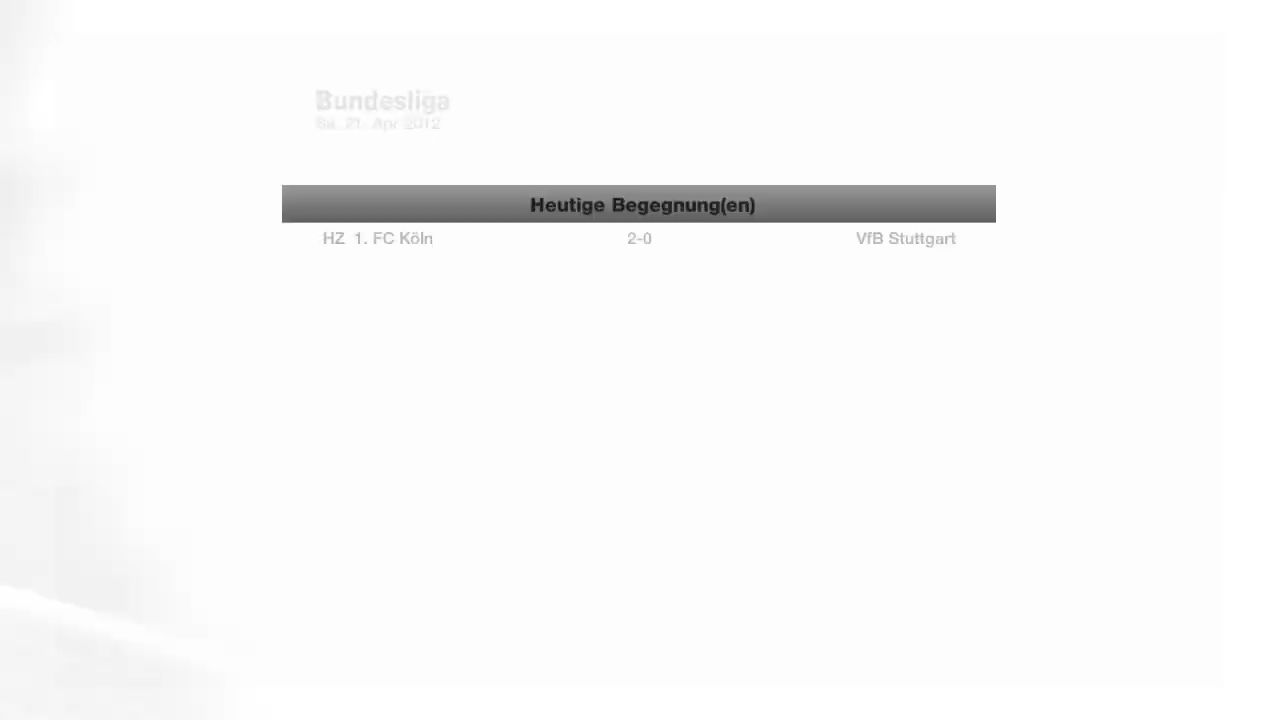 Bundesliga
Sa. 21. Apr 2012
Heutige Begegnung(en)
HZ 1. FC Köln 2-0 VfB Stuttgart